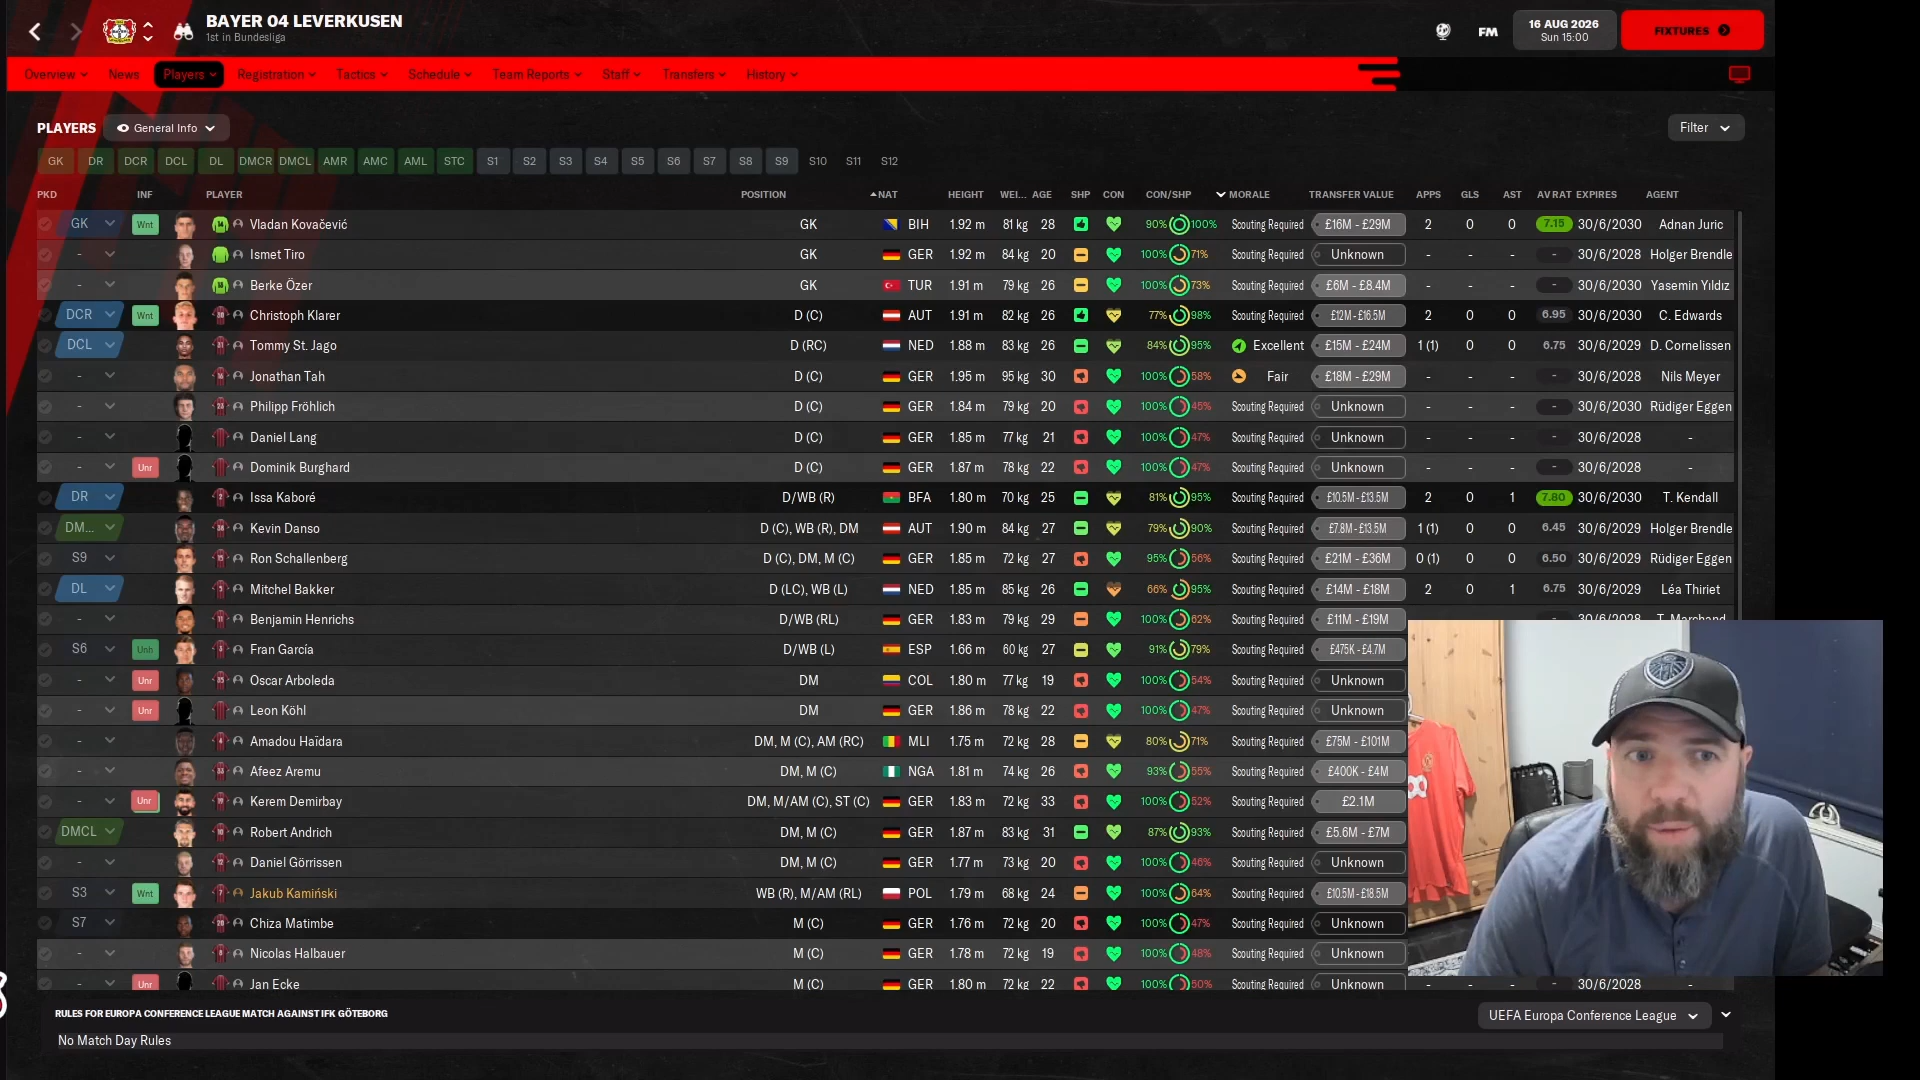 BAYER 04 LEVERKUSEN
1st in Bundesliga
FM
16 AUG 2026
Sun 15:00
FIXTURES
Overview News Players Registration Tactics Schedule Team Reports Staff Transfers History
PLAYERS General Info Filter
GK DR DCR DCL DL DMCR DMCL AMR AMC AML STC S1 S2 S3 S4 S5 S6 S7 S8 S9 S10 S11 S12
PKD INF PLAYER POSITION NAT HEIGHT WEI... AGE SHP CON CON/SHP MORALE TRANSFER VALUE APPS GLS AST AV RAT EXPIRES AGENT
GK Wnt Vladan Kovačević GK BIH 1.92 m 81 kg 28 90% 100% Scouting Required £16M - £29M 2 0 0 7.15 30/6/2030 Adnan Juric
- Ismet Tiro GK GER 1.92 m 84 kg 20 100% 71% Scouting Required Unknown - - - - 30/6/2028 Holger Brendle
- Berke Özer GK TUR 1.91 m 79 kg 26 100% 73% Scouting Required £6M - £8.4M - - - - 30/6/2030 Yasemin Yıldız
DCR Wnt Christoph Klarer D (C) AUT 1.91 m 82 kg 26 77% 98% Scouting Required £12M - £16.5M 2 0 0 6.95 30/6/2030 C. Edwards
DCL Tommy St. Jago D (RC) NED 1.88 m 83 kg 26 84% 95% Excellent £15M - £24M 1 (1) 0 0 6.75 30/6/2029 D. Cornelissen
- Jonathan Tah D (C) GER 1.95 m 95 kg 30 100% 58% Fair £18M - £29M - - - - 30/6/2028 Nils Meyer
- Philipp Fröhlich D (C) GER 1.84 m 79 kg 20 100% 45% Scouting Required Unknown - - - - 30/6/2030 Rüdiger Eggen
- Daniel Lang D (C) GER 1.85 m 77 kg 21 100% 47% Scouting Required Unknown - - - - 30/6/2028 -
- Unr Dominik Burghard D (C) GER 1.87 m 78 kg 22 100% 47% Scouting Required Unknown - - - - 30/6/2028 -
DR Issa Kaboré D/WB (R) BFA 1.80 m 70 kg 25 81% 95% Scouting Required £10.5M - £13.5M 2 0 1 7.80 30/6/2030 T. Kendall
DM... Kevin Danso D (C), WB (R), DM AUT 1.90 m 84 kg 27 79% 90% Scouting Required £7.8M - £13.5M 1 (1) 0 0 6.45 30/6/2029 Holger Brendle
S9 Ron Schallenberg D (C), DM, M (C) GER 1.85 m 72 kg 27 95% 56% Scouting Required £21M - £36M 0 (1) 0 0 6.50 30/6/2029 Rüdiger Eggen
DL Mitchel Bakker D (LC), WB (L) NED 1.85 m 85 kg 26 66% 95% Scouting Required £14M - £18M 2 0 1 6.75 30/6/2029 Léa Thiriet
- Benjamin Henrichs D/WB (RL) GER 1.83 m 79 kg 29 100% 62% Scouting Required £11M - £19M
S6 Unh Fran García D/WB (L) ESP 1.66 m 60 kg 27 91% 79% Scouting Required £475K - £4.7M
- Unr Oscar Arboleda DM COL 1.80 m 77 kg 19 100% 54% Scouting Required Unknown
- Unr Leon Köhl DM GER 1.86 m 78 kg 22 100% 47% Scouting Required Unknown
- Amadou Haïdara DM, M (C), AM (RC) MLI 1.75 m 72 kg 28 80% 71% Scouting Required £75M - £101M
- Afeez Aremu DM, M (C) NGA 1.81 m 74 kg 26 93% 55% Scouting Required £400K - £4M
- Unr Kerem Demirbay DM, M/AM (C), ST (C) GER 1.83 m 72 kg 33 100% 52% Scouting Required £2.1M
DMCL Robert Andrich DM, M (C) GER 1.87 m 83 kg 31 87% 93% Scouting Required £5.6M - £7M
- Daniel Görrissen DM, M (C) GER 1.77 m 73 kg 20 100% 46% Scouting Required Unknown
S3 Wnt Jakub Kamiński WB (R), M/AM (RL) POL 1.79 m 68 kg 24 100% 64% Scouting Required £10.5M - £18.5M
S7 Chiza Matimbe M (C) GER 1.76 m 72 kg 20 100% 47% Scouting Required Unknown
- Nicolas Halbauer M (C) GER 1.78 m 72 kg 19 100% 48% Scouting Required Unknown
- Unr Jan Ecke M (C) GER 1.80 m 72 kg 22 100% 50% Scouting Required Unknown - - - - 30/6/2028 -
RULES FOR EUROPA CONFERENCE LEAGUE MATCH AGAINST IFK GÖTEBORG
UEFA Europa Conference League
No Match Day Rules